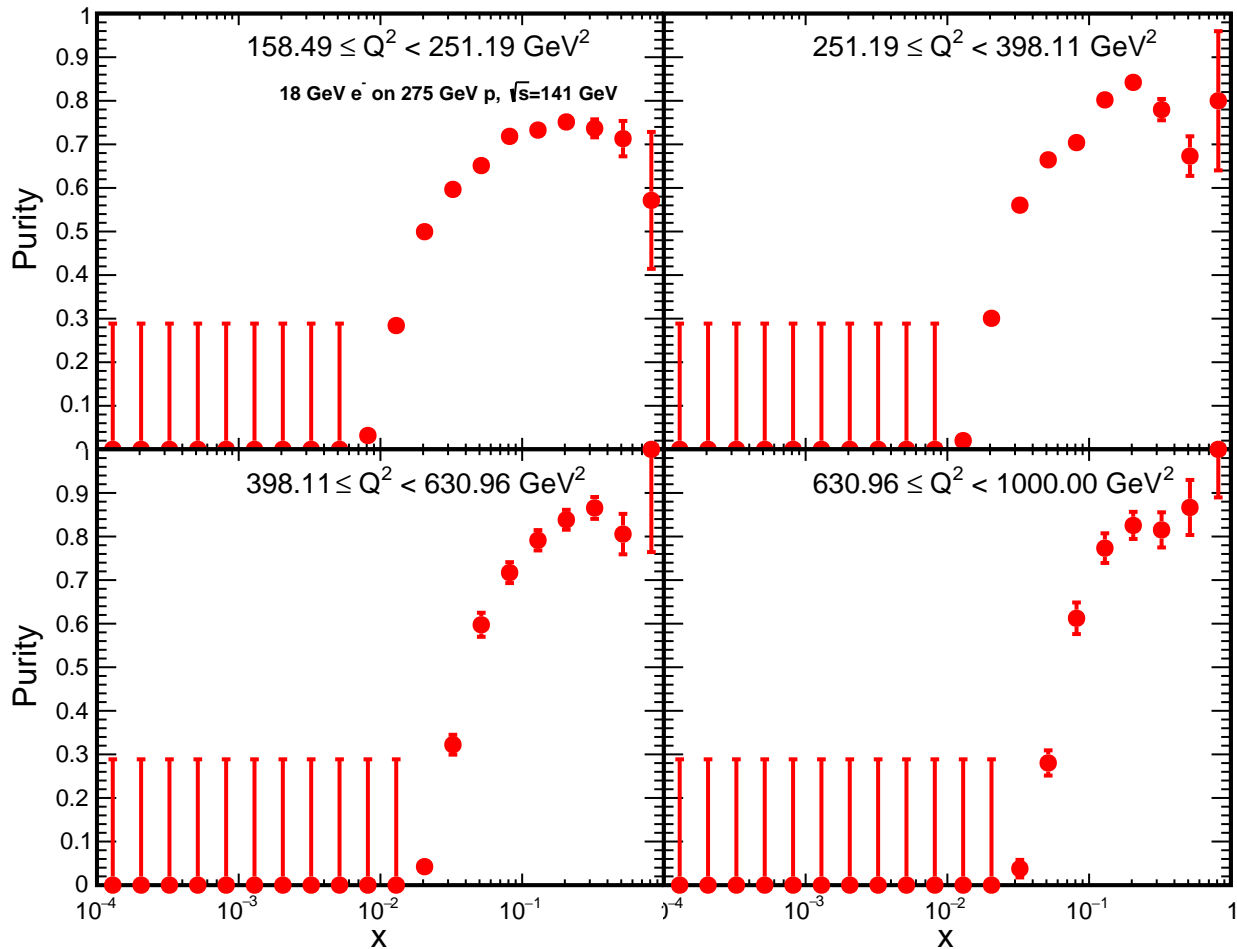 158.49 ≤ Q² < 251.19 GeV²
18 GeV e⁻ on 275 GeV p, √s=141 GeV
Purity
1
0.9
0.8
0.7
0.6
0.5
0.4
0.3
0.2
0.1
0
251.19 ≤ Q² < 398.11 GeV²
398.11 ≤ Q² < 630.96 GeV²
Purity
0.9
0.8
0.7
0.6
0.5
0.4
0.3
0.2
0.1
0
10⁻⁴ 10⁻³ 10⁻² 10⁻¹
x
630.96 ≤ Q² < 1000.00 GeV²
10⁻³ 10⁻² 10⁻¹ 1
x